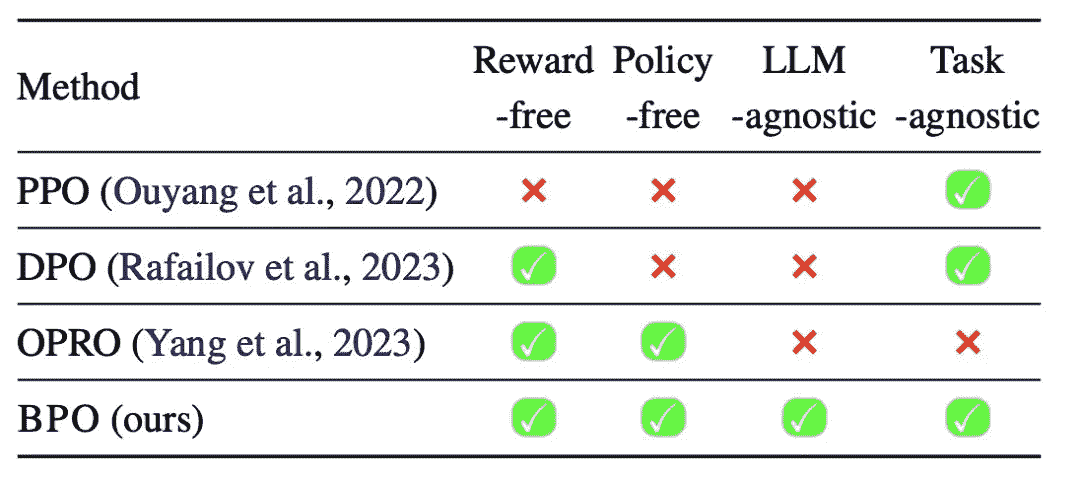 Method Reward Policy LLM Task
-free -free -agnostic -agnostic
PPO (Ouyang et al., 2022) ❌ ❌ ❌ ✅
DPO (Rafailov et al., 2023) ✅ ❌ ❌ ✅
OPRO (Yang et al., 2023) ✅ ✅ ❌ ❌
BPO (ours) ✅ ✅ ✅ ✅